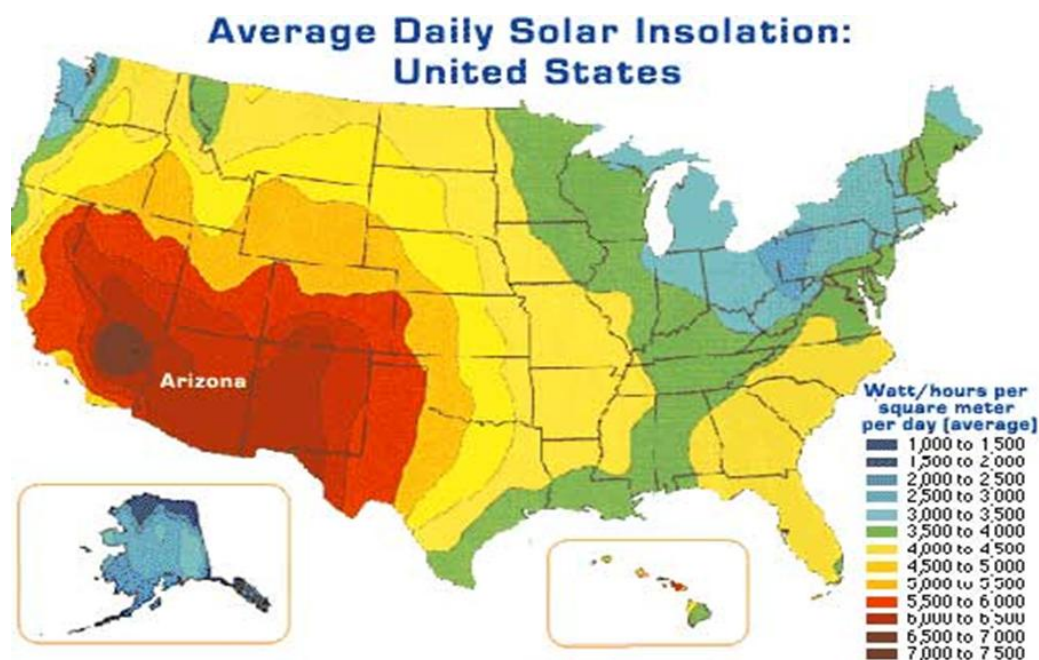 Average Daily Solar Insolation:
United States
Arizona
Watt/hours per
square meter
per day (average)
1,000 to 1,500
1,500 to 2,000
2,000 to 2,500
2,500 to 3,000
3,000 to 3,500
3,500 to 4,000
4,000 to 4,500
4,500 to 5,000
5,000 to 5,500
5,500 to 6,000
6,000 to 6,500
6,500 to 7,000
7,000 to 7 500